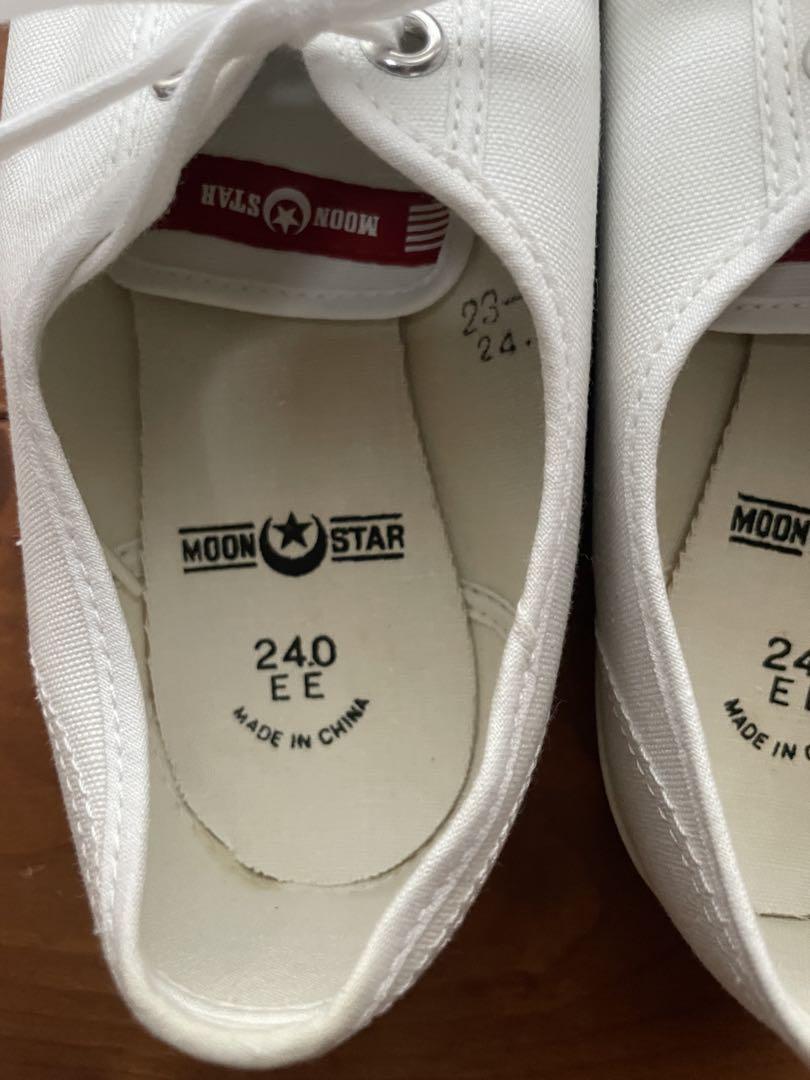 MOON STAR
23-
24.
MOON STAR
24.0
EE
MADE IN CHINA
MOON
24
E
MADE IN